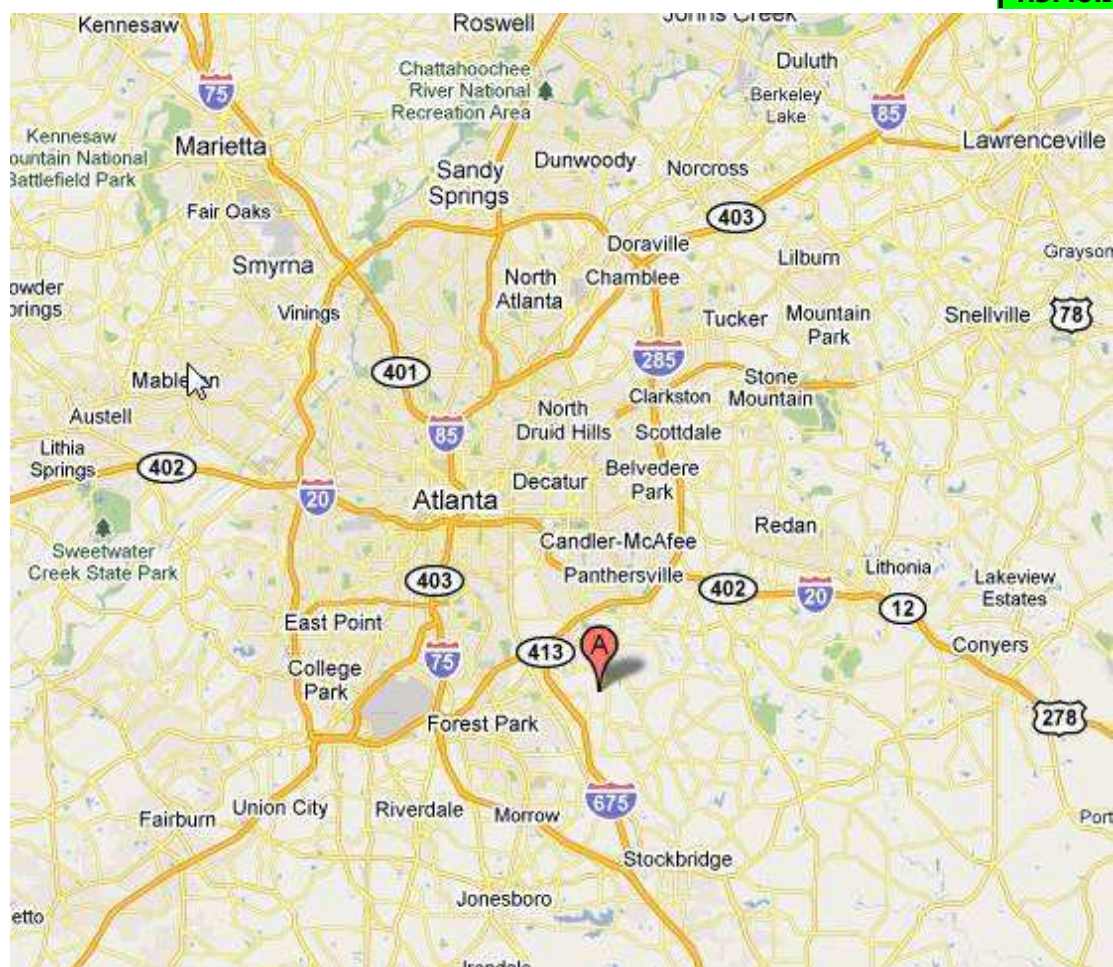 Kennesaw
Roswell
Johns Creek
75
Chattahoochee
River National
Recreation Area
Duluth
Berkeley
Lake
85
Kennesaw
ountain National
Battlefield Park
Marietta
Sandy
Springs
Dunwoody
Norcross
Lawrenceville
Fair Oaks
403
Doraville
Lilburn
Grayson
Smyrna
North
Atlanta
Chamblee
owder
prings
Vinings
Tucker
Mountain
Park
Snellville
78
285
401
Stone
Mountain
Clarkston
Austell
North
Druid Hills
Scottdale
85
Lithia
Springs
402
20
Atlanta
Decatur
Belvedere
Park
Redan
Candler-McAfee
Sweetwater
Creek State Park
403
Panthersville
402
20
Lithonia
12
Lakeview
Estates
East Point
413
A
75
Conyers
College
Park
Forest Park
278
675
Fairburn
Union City
Riverdale
Morrow
Port
Stockbridge
Jonesboro
etto